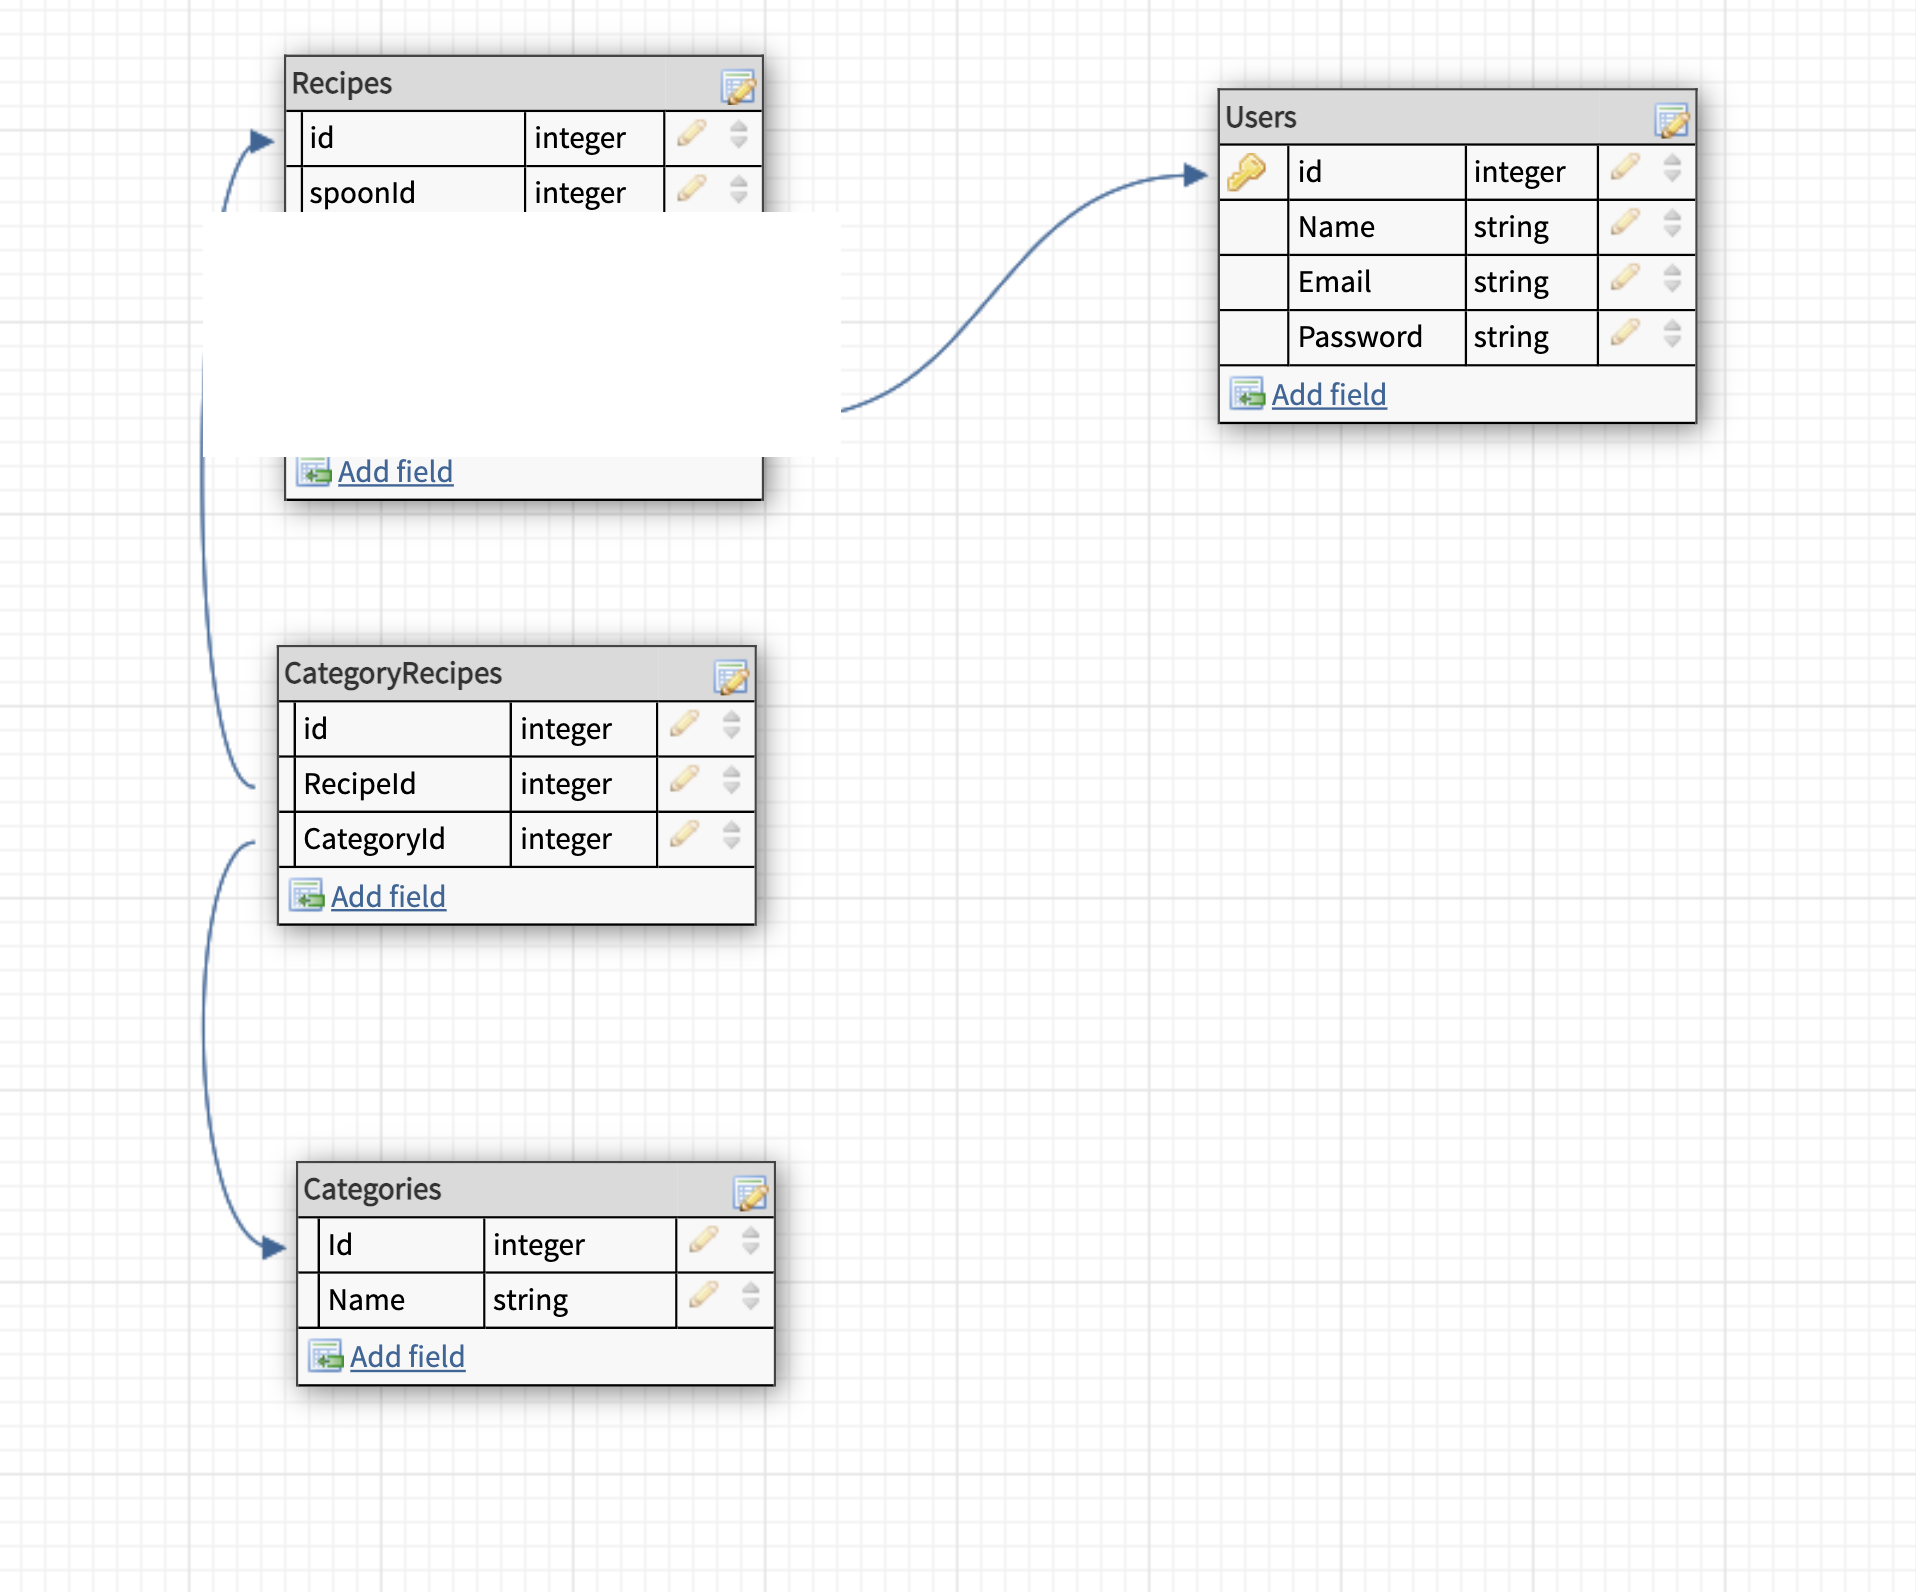 Recipes
id integer
spoonId integer
Add field
Users
id integer
Name string
Email string
Password string
Add field
CategoryRecipes
id integer
RecipeId integer
CategoryId integer
Add field
Categories
Id integer
Name string
Add field